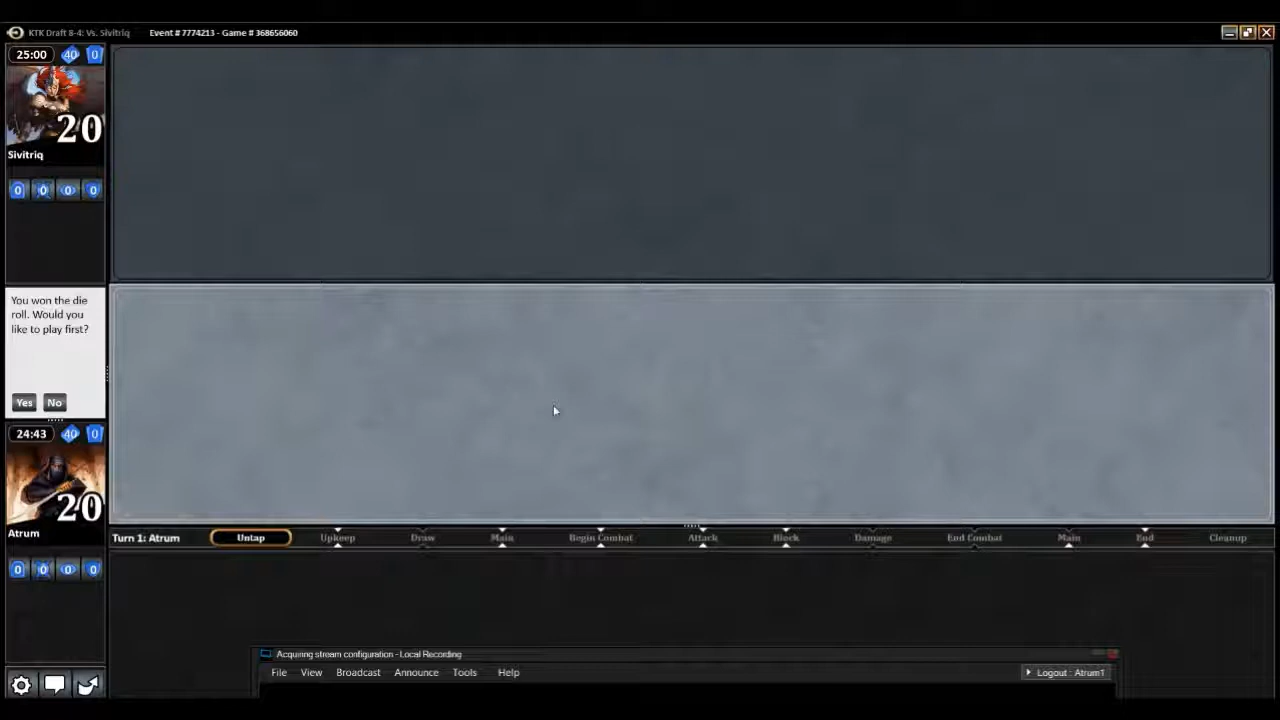 KTK Draft 8-4: Vs. Sivitriq Event # 7774213 - Game # 368656060
25:00 40 0
20
Sivitriq
0 0 0 0
You won the die
roll. Would you
like to play first?
Yes No
24:43 40 0
20
Atrum
Turn 1: Atrum Untap Upkeep Draw Main Begin Combat Attack Block Damage End Combat Main End Cleanup
0 0 0 0
Acquiring stream configuration - Local Recording
File View Broadcast Announce Tools Help Logout : Atrum1